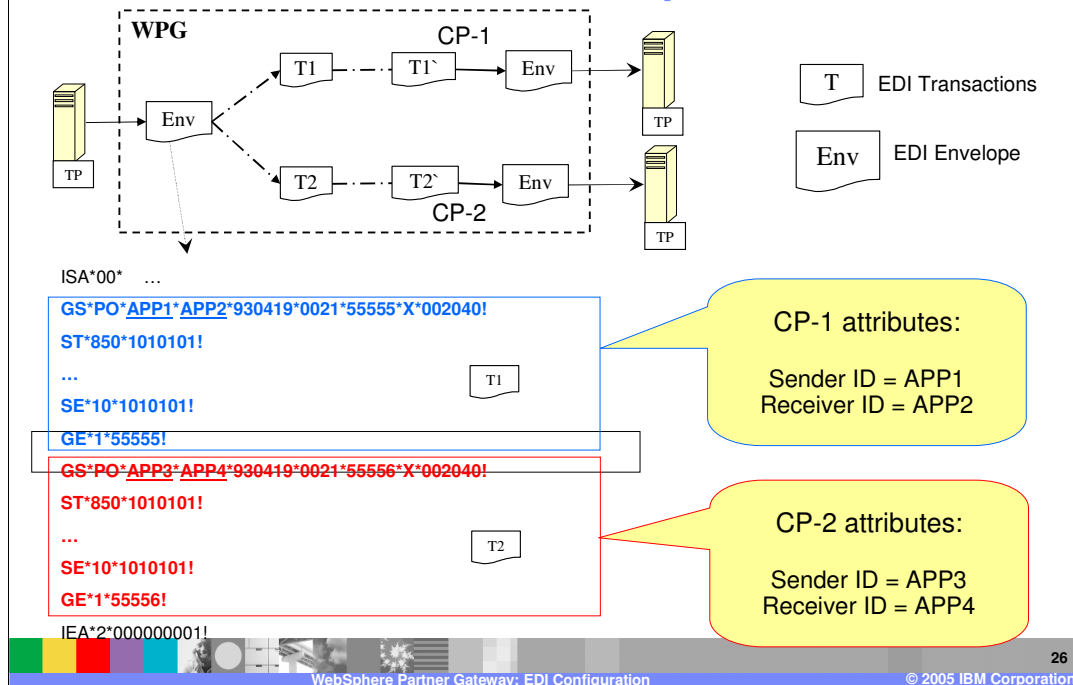 WPG
CP-1
T1
T1`
Env
Env
TP
TP
T2
T2`
Env
CP-2
TP
T EDI Transactions
Env EDI Envelope
ISA*00* …
GS*PO*APP1*APP2*930419*0021*55555*X*002040!
ST*850*1010101!
…
T1
SE*10*1010101!
GE*1*55555!
GS*PO*APP3*APP4*930419*0021*55556*X*002040!
ST*850*1010101!
…
T2
SE*10*1010101!
GE*1*55556!
IEA*2*000000001!
CP-1 attributes:
Sender ID = APP1
Receiver ID = APP2
CP-2 attributes:
Sender ID = APP3
Receiver ID = APP4
26
WebSphere Partner Gateway: EDI Configuration
© 2005 IBM Corporation